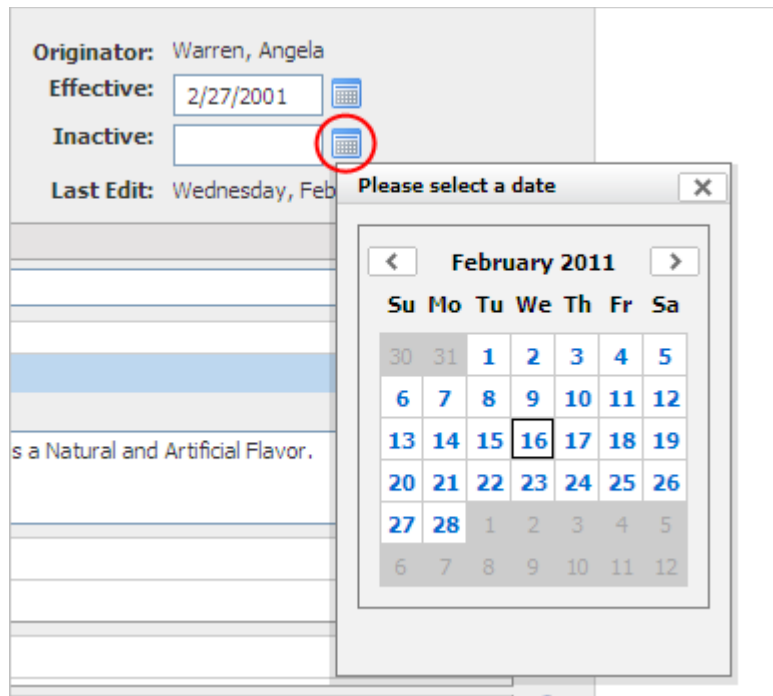 Originator: Warren, Angela
Effective: 2/27/2001
Inactive:
Last Edit: Wednesday, Feb
Please select a date
February 2011
Su Mo Tu We Th Fr Sa
30 31 1 2 3 4 5
6 7 8 9 10 11 12
13 14 15 16 17 18 19
20 21 22 23 24 25 26
27 28 1 2 3 4 5
6 7 8 9 10 11 12
s a Natural and Artificial Flavor.